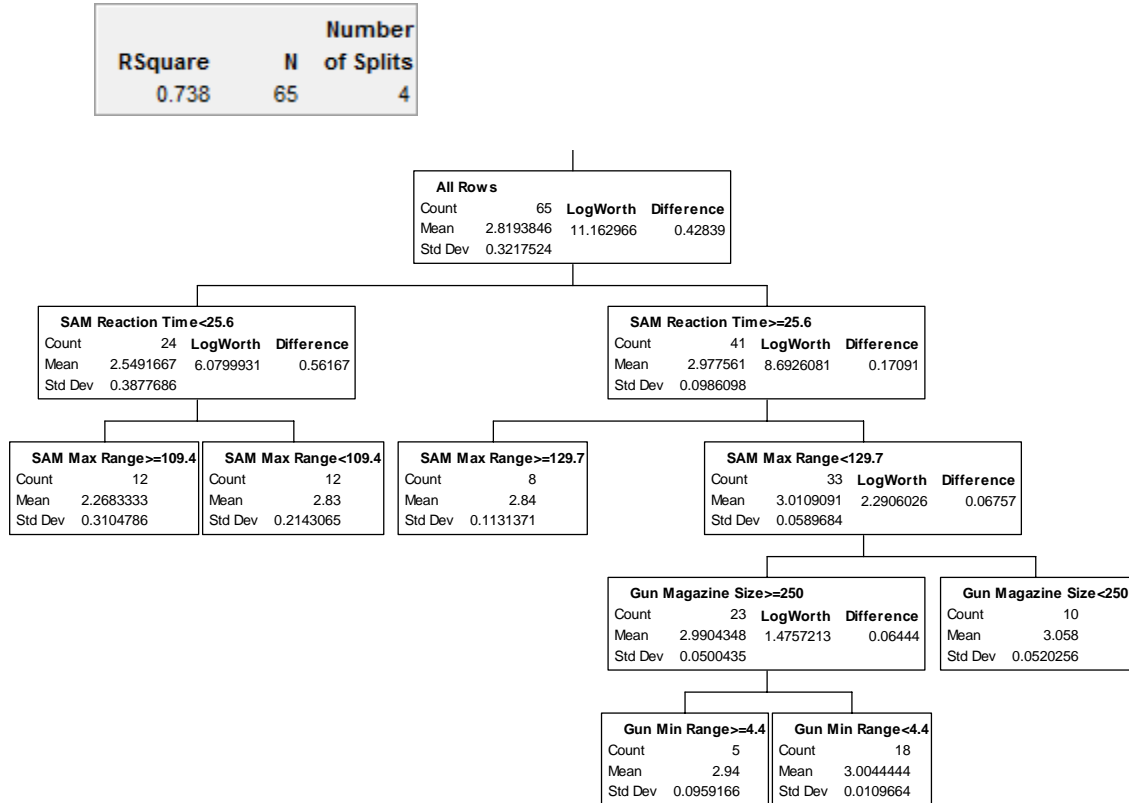 Number
RSquare N of Splits
0.738 65 4
All Rows
Count 65 LogWorth Difference
Mean 2.8193846 11.162966 0.42839
Std Dev 0.3217524
SAM Reaction Time<25.6
Count 24 LogWorth Difference
Mean 2.5491667 6.0799931 0.56167
Std Dev 0.3877686
SAM Reaction Time>=25.6
Count 41 LogWorth Difference
Mean 2.977561 8.6926081 0.17091
Std Dev 0.0986098
SAM Max Range>=109.4
Count 12
Mean 2.2683333
Std Dev 0.3104786
SAM Max Range<109.4
Count 12
Mean 2.83
Std Dev 0.2143065
SAM Max Range>=129.7
Count 8
Mean 2.84
Std Dev 0.1131371
SAM Max Range<129.7
Count 33 LogWorth Difference
Mean 3.0109091 2.2906026 0.06757
Std Dev 0.0589684
Gun Magazine Size>=250
Count 23 LogWorth Difference
Mean 2.9904348 1.4757213 0.06444
Std Dev 0.0500435
Gun Magazine Size<250
Count 10
Mean 3.058
Std Dev 0.0520256
Gun Min Range>=4.4
Count 5
Mean 2.94
Std Dev 0.0959166
Gun Min Range<4.4
Count 18
Mean 3.0044444
Std Dev 0.0109664